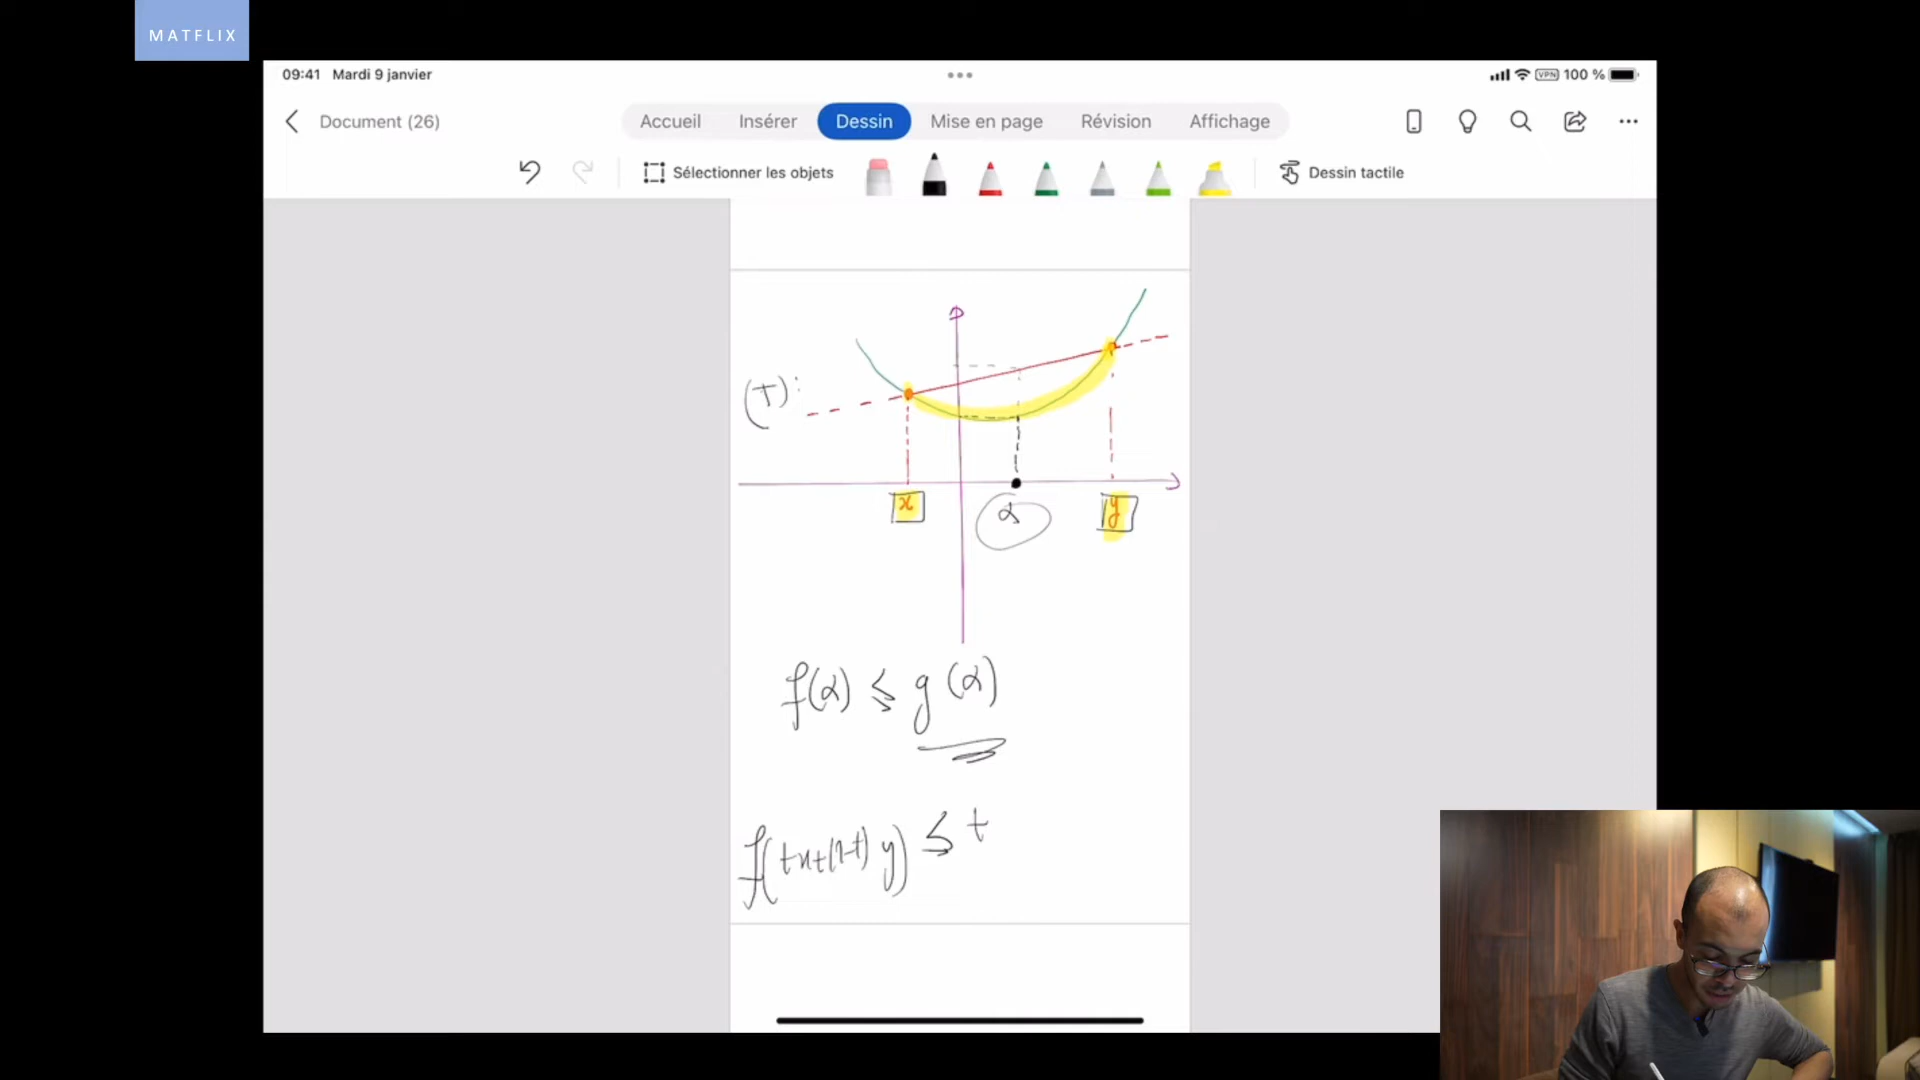 MATFLIX
09:41 Mardi 9 janvier
VPN 100 %
Document (26)
Accueil Insérer Dessin Mise en page Révision Affichage
Sélectionner les objets
Dessin tactile
(T):
x α y
f(α) ≤ g(α)
f(tx+(1-t)y) ≤ t